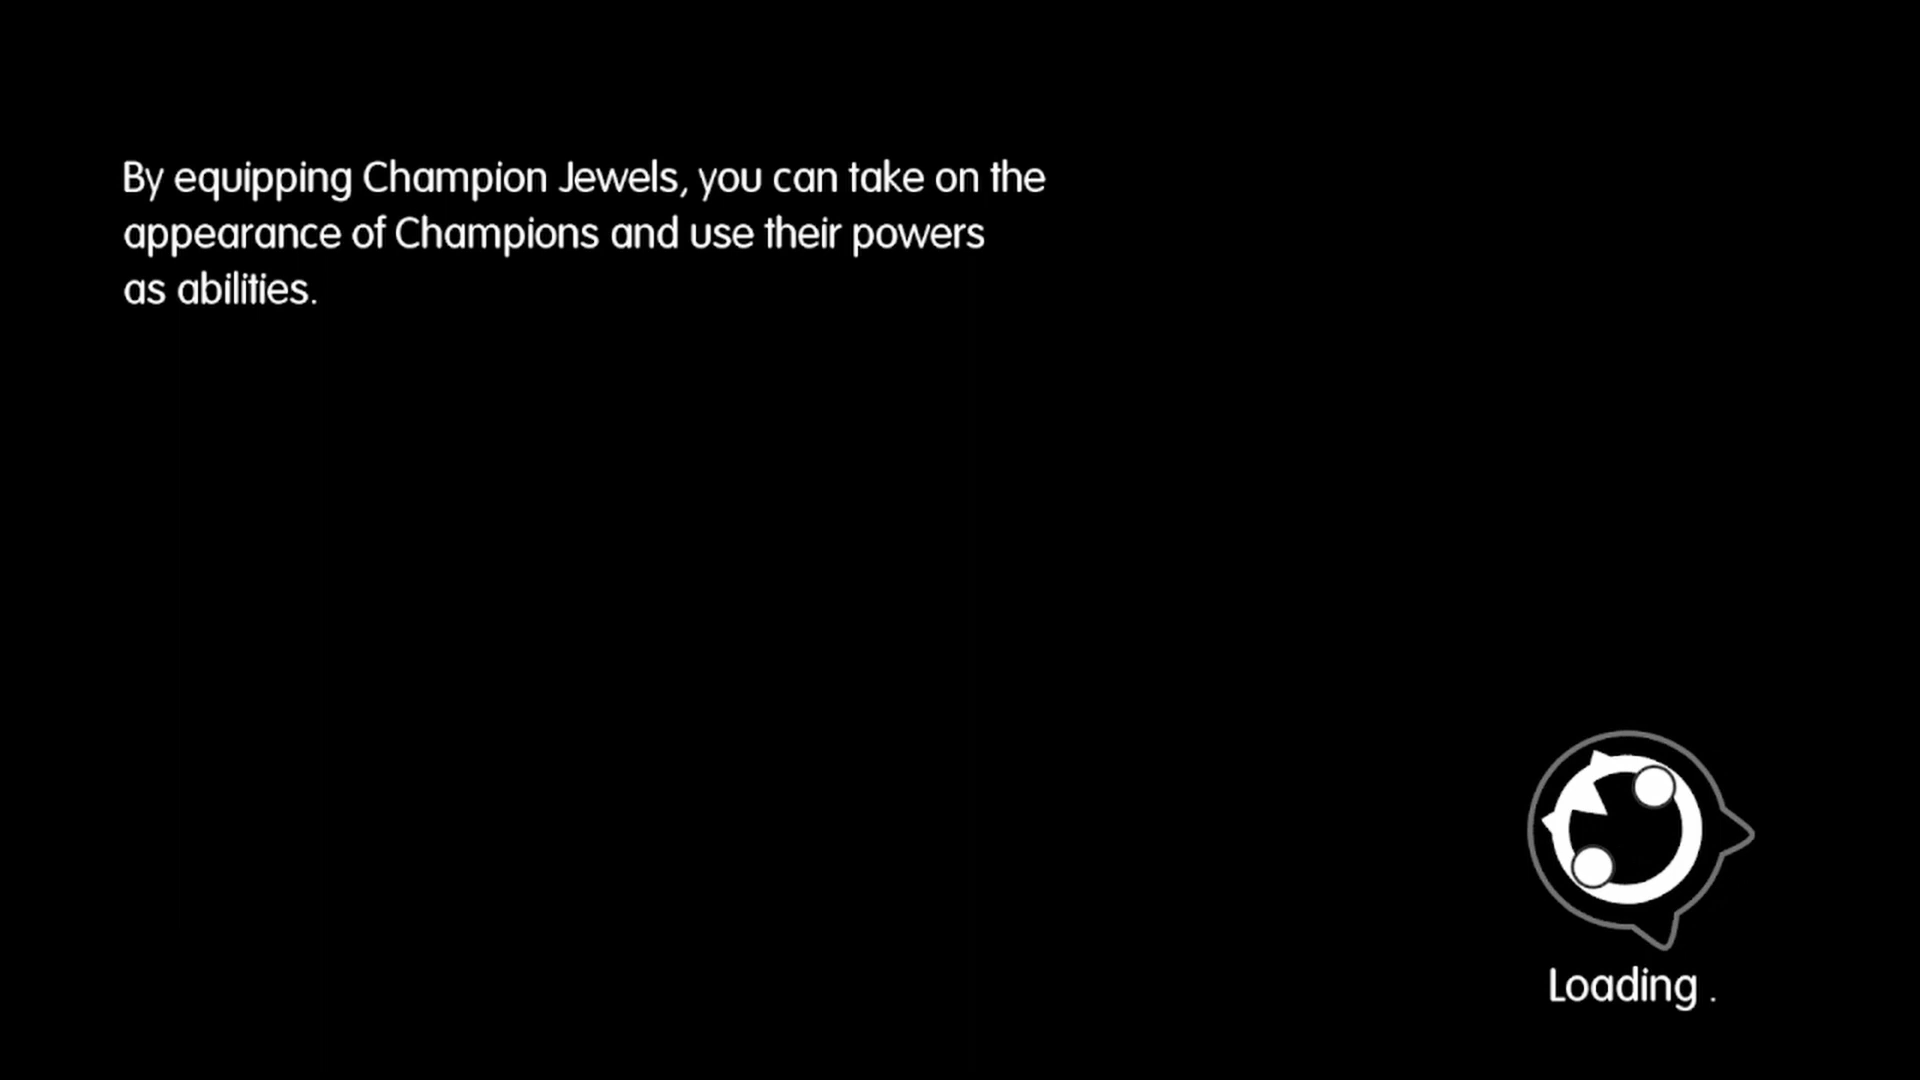 By equipping Champion Jewels, you can take on the
appearance of Champions and use their powers
as abilities.
Loading .